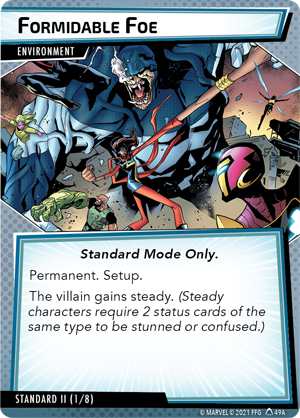 Formidable Foe
ENVIRONMENT
Standard Mode Only.
Permanent. Setup.
The villain gains steady. (Steady
characters require 2 status cards of the
same type to be stunned or confused.)
© MARVEL © 2021 FFG 49A
STANDARD II (1/8)